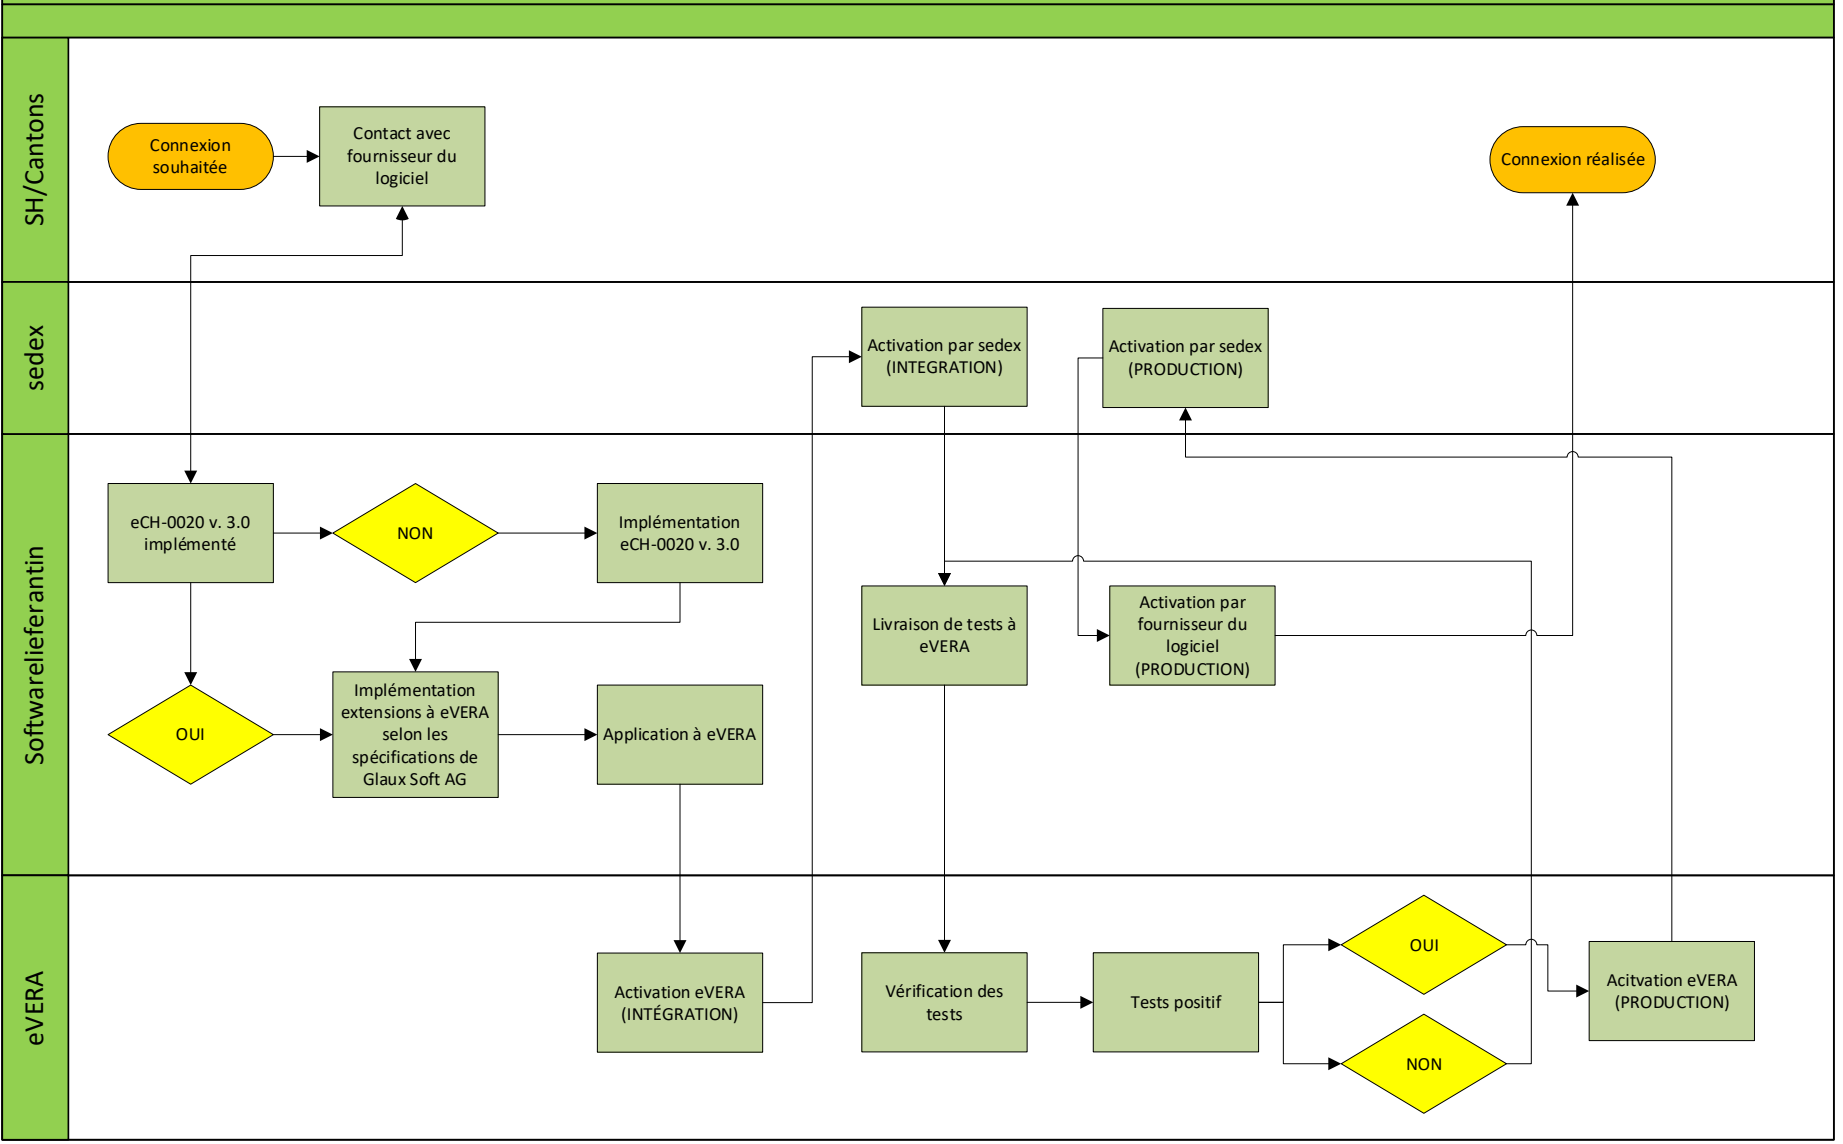 SH/Cantons
Connexion
souhaitée
Contact avec
fournisseur du
logiciel
Connexion réalisée
sedex
Activation par sedex
(INTEGRATION)
Activation par sedex
(PRODUCTION)
Softwarelieferantin
eCH-0020 v. 3.0
implémenté
NON
Implémentation
eCH-0020 v. 3.0
Livraison de tests à
eVERA
Activation par
fournisseur du
logiciel
(PRODUCTION)
OUI
Implémentation
extensions à eVERA
selon les
spécifications de
Glaux Soft AG
Application à eVERA
eVERA
Activation eVERA
(INTÉGRATION)
Vérification des
tests
Tests positif
OUI
NON
Acitvation eVERA
(PRODUCTION)